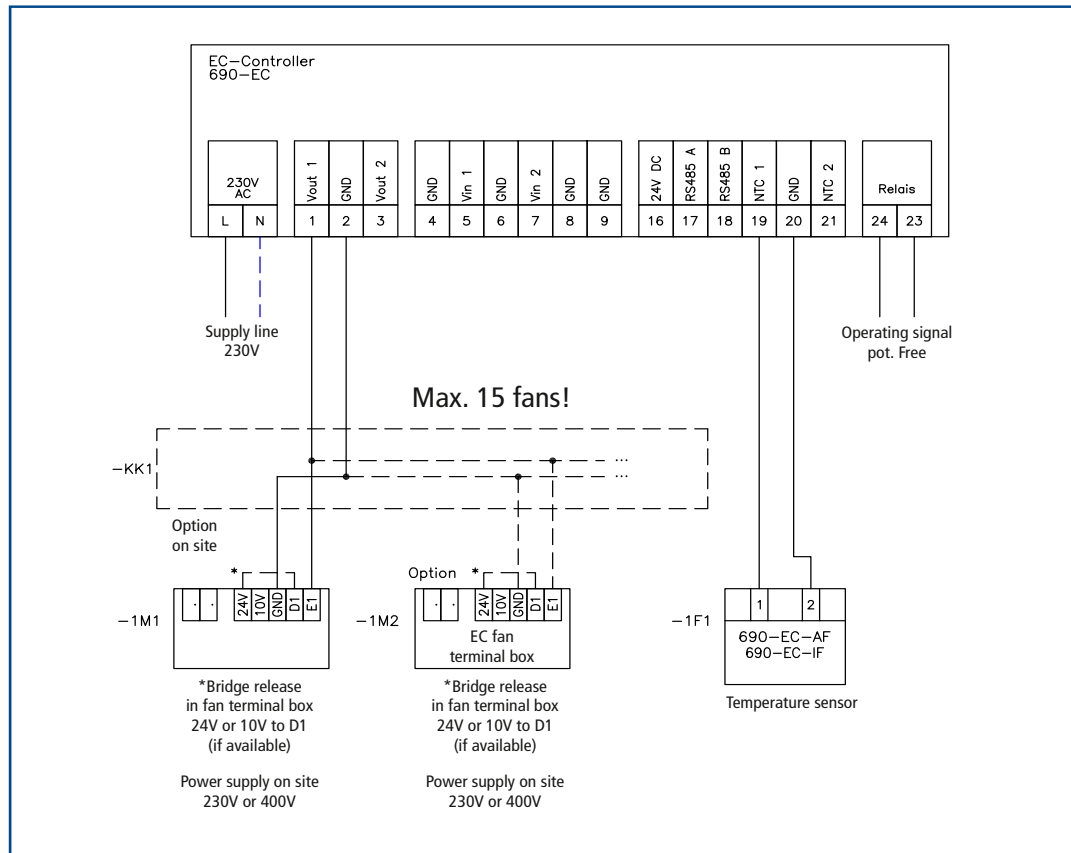 EC-Controller
690-EC
230V
AC
L
N
Vout 1
GND
Vout 2
1
2
3
GND
Vin 1
GND
Vin 2
GND
GND
4
5
6
7
8
9
24V DC
RS485 A
RS485 B
NTC 1
GND
NTC 2
16
17
18
19
20
21
Relais
24
23
Supply line
230V
Operating signal
pot. Free
Max. 15 fans!
-KK1
...
...
Option
on site
*
Option
*
-1M1
. .
24V
10V
GND
D1
E1
-1M2
. .
24V
10V
GND
D1
E1
EC fan
terminal box
-1F1
1
2
690-EC-AF
690-EC-IF
*Bridge release
in fan terminal box
24V or 10V to D1
(if available)
Power supply on site
230V or 400V
*Bridge release
in fan terminal box
24V or 10V to D1
(if available)
Power supply on site
230V or 400V
Temperature sensor